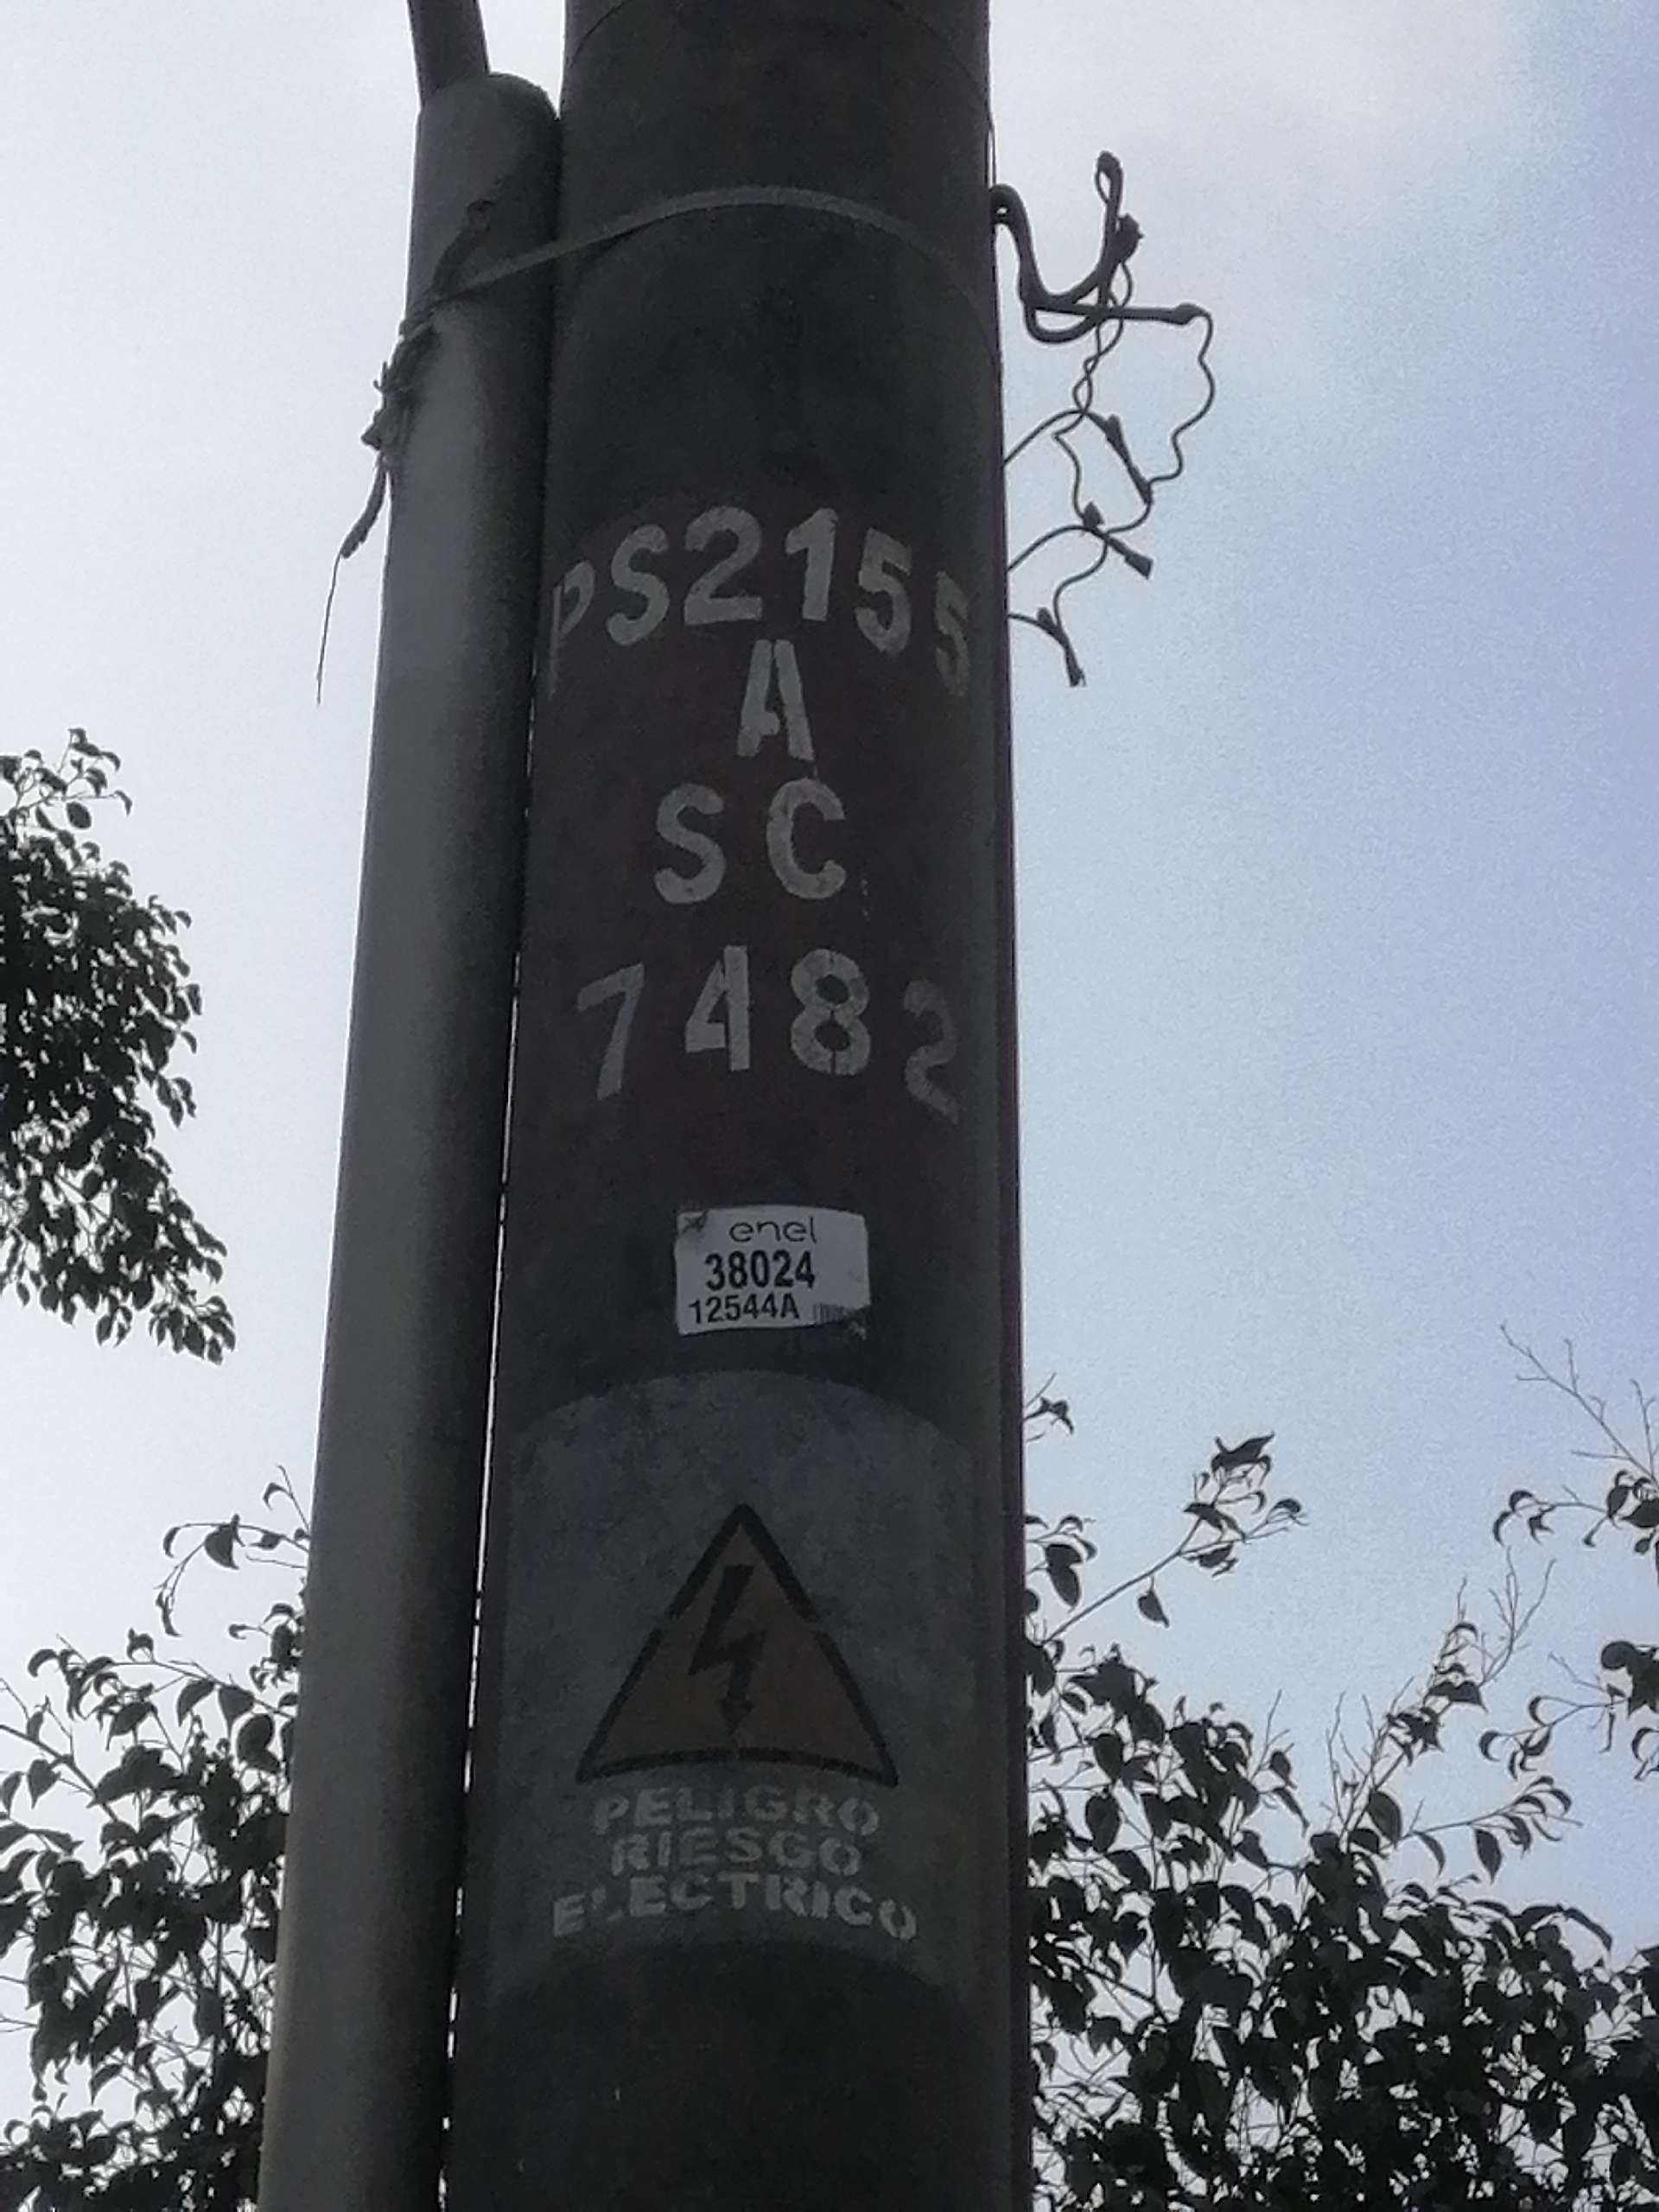 PS2155
A
SC
7482
enel
38024
12544A
PELIGRO
RIESGO
ELECTRICO